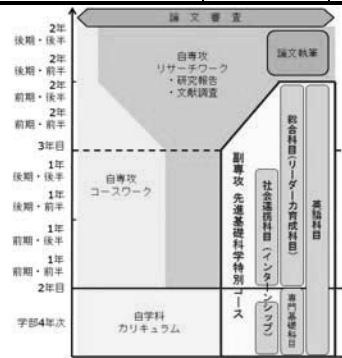 論文審査
2年
後期・後半
2年
後期・前半
2年
前期・後半
2年
前期・前半
3年目
1年
後期・後半
1年
後期・前半
1年
前期・後半
1年
前期・前半
2年目
学部4年次
自専攻
リサーチワーク
・研究報告
・文献調査
論文執筆
自専攻
コースワーク
自学科
カリキュラム
副専攻 先進基礎科学特別コース
社会連携科目(インターンシップ)
総合科目(リーダー力育成科目)
専門基礎科目
英語科目